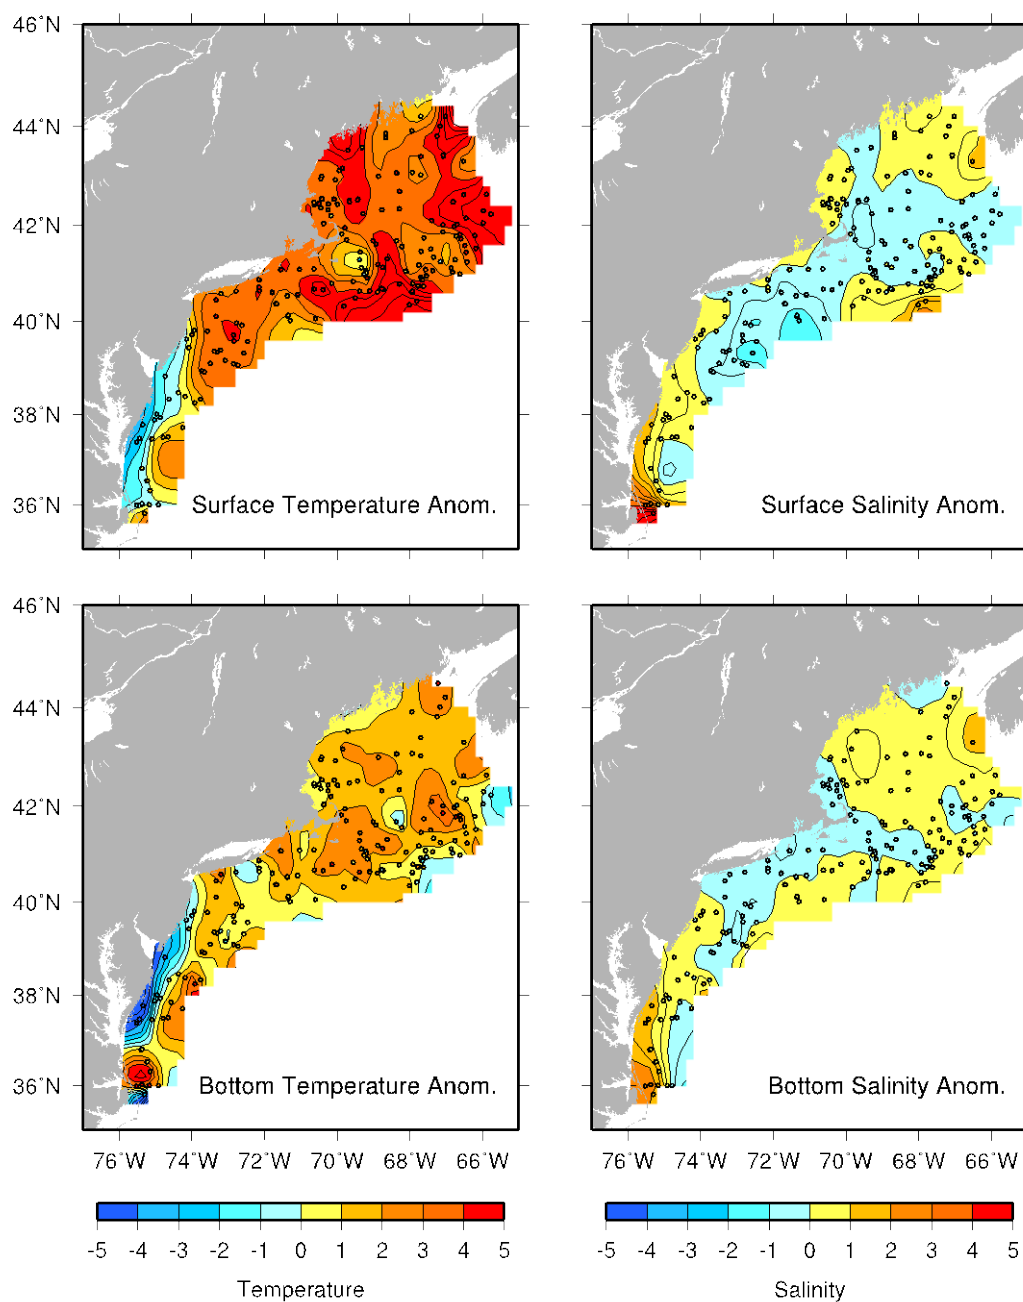 46°N
44°N
42°N
40°N
38°N
36°N
Surface Temperature Anom.
Surface Salinity Anom.
46°N
44°N
42°N
40°N
38°N
36°N
Bottom Temperature Anom.
Bottom Salinity Anom.
76°W 74°W 72°W 70°W 68°W 66°W
76°W 74°W 72°W 70°W 68°W 66°W
-5 -4 -3 -2 -1 0 1 2 3 4 5
-5 -4 -3 -2 -1 0 1 2 3 4 5
Temperature
Salinity